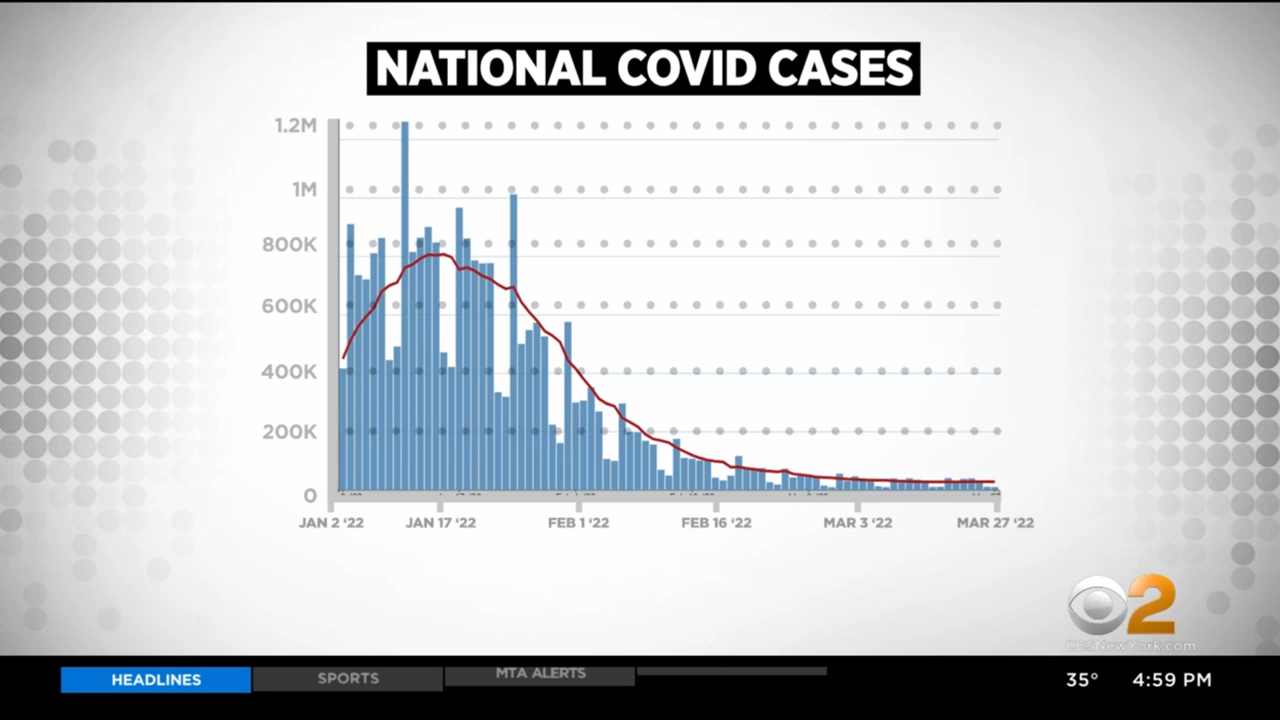 NATIONAL COVID CASES
1.2M
1M
800K
600K
400K
200K
0
JAN 2 '22 JAN 17 '22 FEB 1 '22 FEB 16 '22 MAR 3 '22 MAR 27 '22
2
CBSNewYork.com
HEADLINES SPORTS MTA ALERTS 35° 4:59 PM